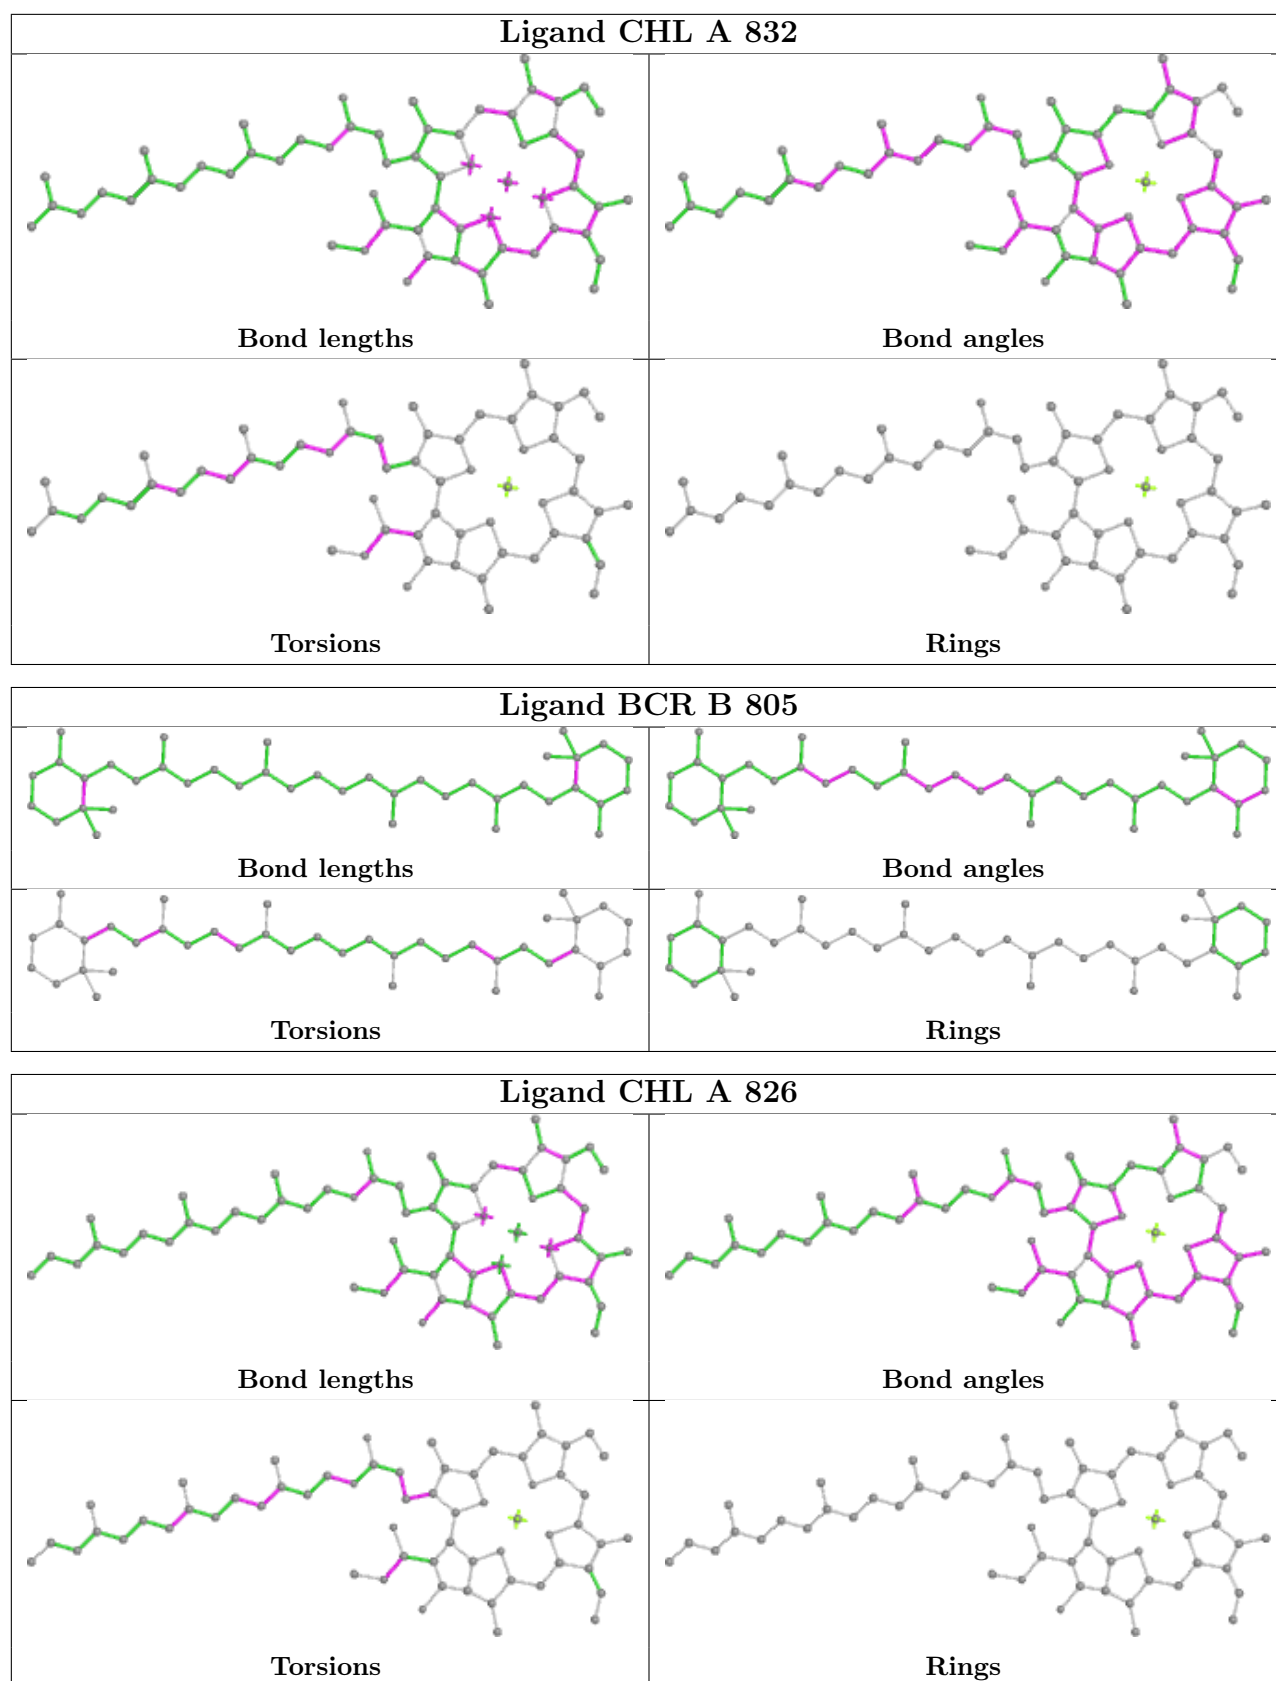 Ligand CHL A 832
Bond lengths
Bond angles
Torsions
Rings
Ligand BCR B 805
Bond lengths
Bond angles
Torsions
Rings
Ligand CHL A 826
Bond lengths
Bond angles
Torsions
Rings